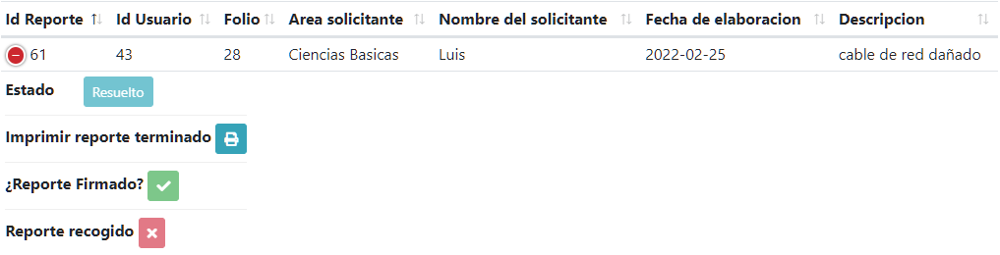 Id Reporte Id Usuario Folio Area solicitante Nombre del solicitante Fecha de elaboracion Descripcion
61 43 28 Ciencias Basicas Luis 2022-02-25 cable de red dañado
Estado Resuelto
Imprimir reporte terminado
¿Reporte Firmado?
Reporte recogido